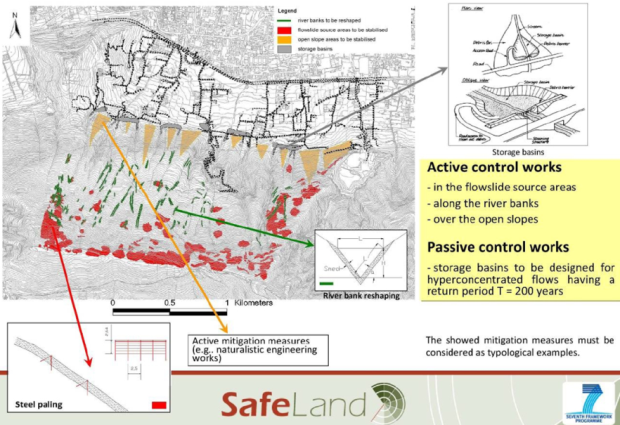 N
Legend
river banks to be reshaped
flowslide source areas to be stabilised
open slope areas to be stabilised
storage basins
Storage basins
Active control works
- in the flowslide source areas
- along the river banks
- over the open slopes
Passive control works
- storage basins to be designed for
hyperconcentrated flows having a
return period T = 200 years
River bank reshaping
0 0.5 1
Kilometers
Active mitigation measures
(e.g., naturalistic engineering
works)
The showed mitigation measures must be
considered as typological examples.
Steel paling
SafeLand
7
SEVENTH FRAMEWORK
PROGRAMME